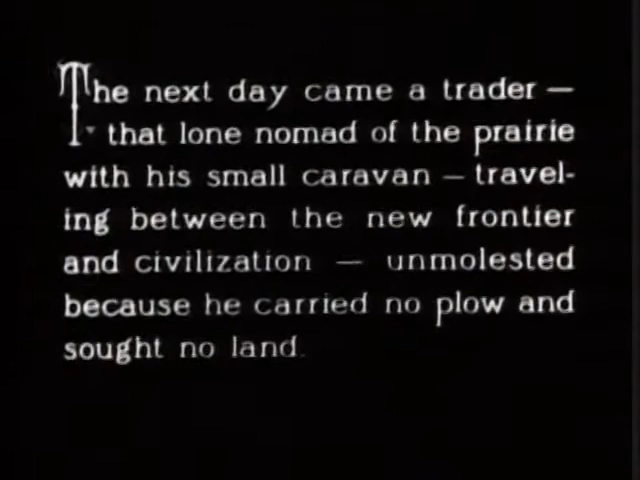 The next day came a trader —
that lone nomad of the prairie
with his small caravan — travel-
ing between the new frontier
and civilization — unmolested
because he carried no plow and
sought no land.